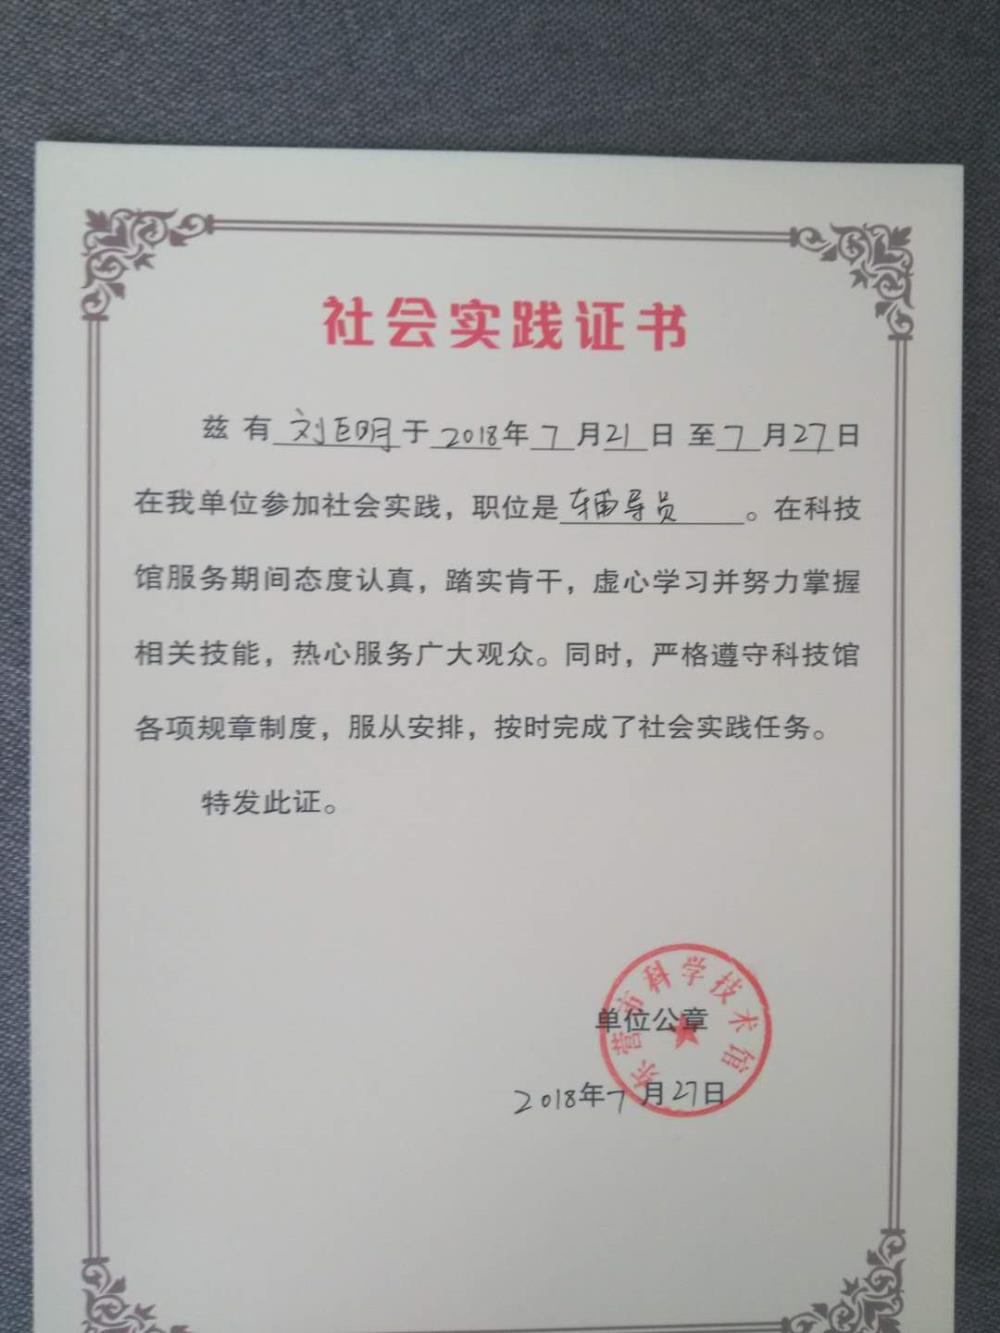 社会实践证书
兹有刘巨明于2018年7月21日至7月27日
在我单位参加社会实践，职位是辅导员。在科技
馆服务期间态度认真，踏实肯干，虚心学习并努力掌握
相关技能，热心服务广大观众。同时，严格遵守科技馆
各项规章制度，服从安排，按时完成了社会实践任务。
特发此证。
东营市科学技术馆
单位公章
2018年7月27日